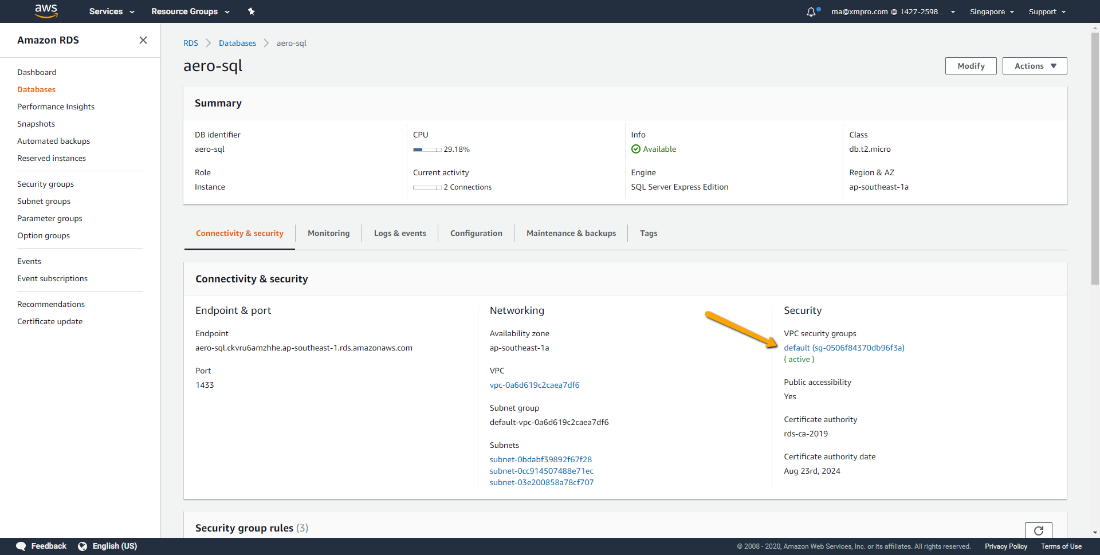 aws
Services
Resource Groups
ma@xmpro.com @ 1427-2598...
Singapore
Support
Amazon RDS
Dashboard
Databases
Performance Insights
Snapshots
Automated backups
Reserved instances
Security groups
Subnet groups
Parameter groups
Option groups
Events
Event subscriptions
Recommendations
Certificate update
RDS > Databases > aero-sql
aero-sql
Modify
Actions
Summary
DB identifier
aero-sql
CPU
29.18%
Info
Available
Class
db.t2.micro
Role
Instance
Current activity
2 Connections
Engine
SQL Server Express Edition
Region & AZ
ap-southeast-1a
Connectivity & security
Monitoring
Logs & events
Configuration
Maintenance & backups
Tags
Connectivity & security
Endpoint & port
Endpoint
aero-sql.ckvru6amzhhe.ap-southeast-1.rds.amazonaws.com
Port
1433
Networking
Availability zone
ap-southeast-1a
VPC
vpc-0a6d619c2caea7df6
Subnet group
default-vpc-0a6d619c2caea7df6
Subnets
subnet-0bdabf39892f67f28
subnet-0cc914507488e71ec
subnet-03e200858a78cf707
Security
VPC security groups
default (sg-0506f84370db96f3a)
( active )
Public accessibility
Yes
Certificate authority
rds-ca-2019
Certificate authority date
Aug 23rd, 2024
Security group rules (3)
Feedback
English (US)
© 2008 - 2020, Amazon Web Services, Inc. or its affiliates. All rights reserved.
Privacy Policy
Terms of Use